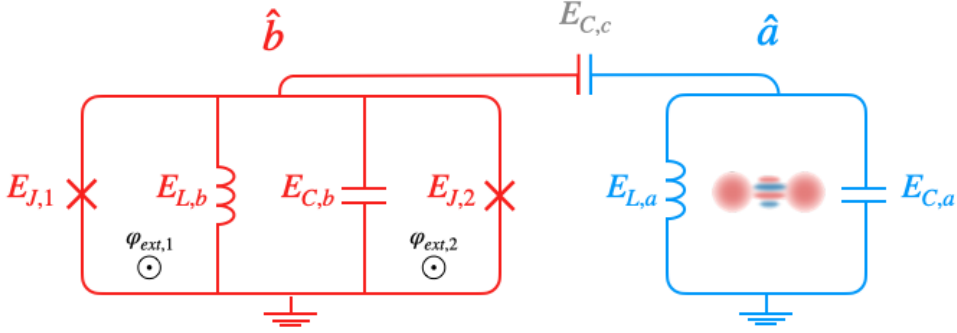 b̂
E_{C,c}
â
E_{J,1}
E_{L,b}
E_{C,b}
E_{J,2}
E_{L,a}
E_{C,a}
φ_{ext,1}
φ_{ext,2}